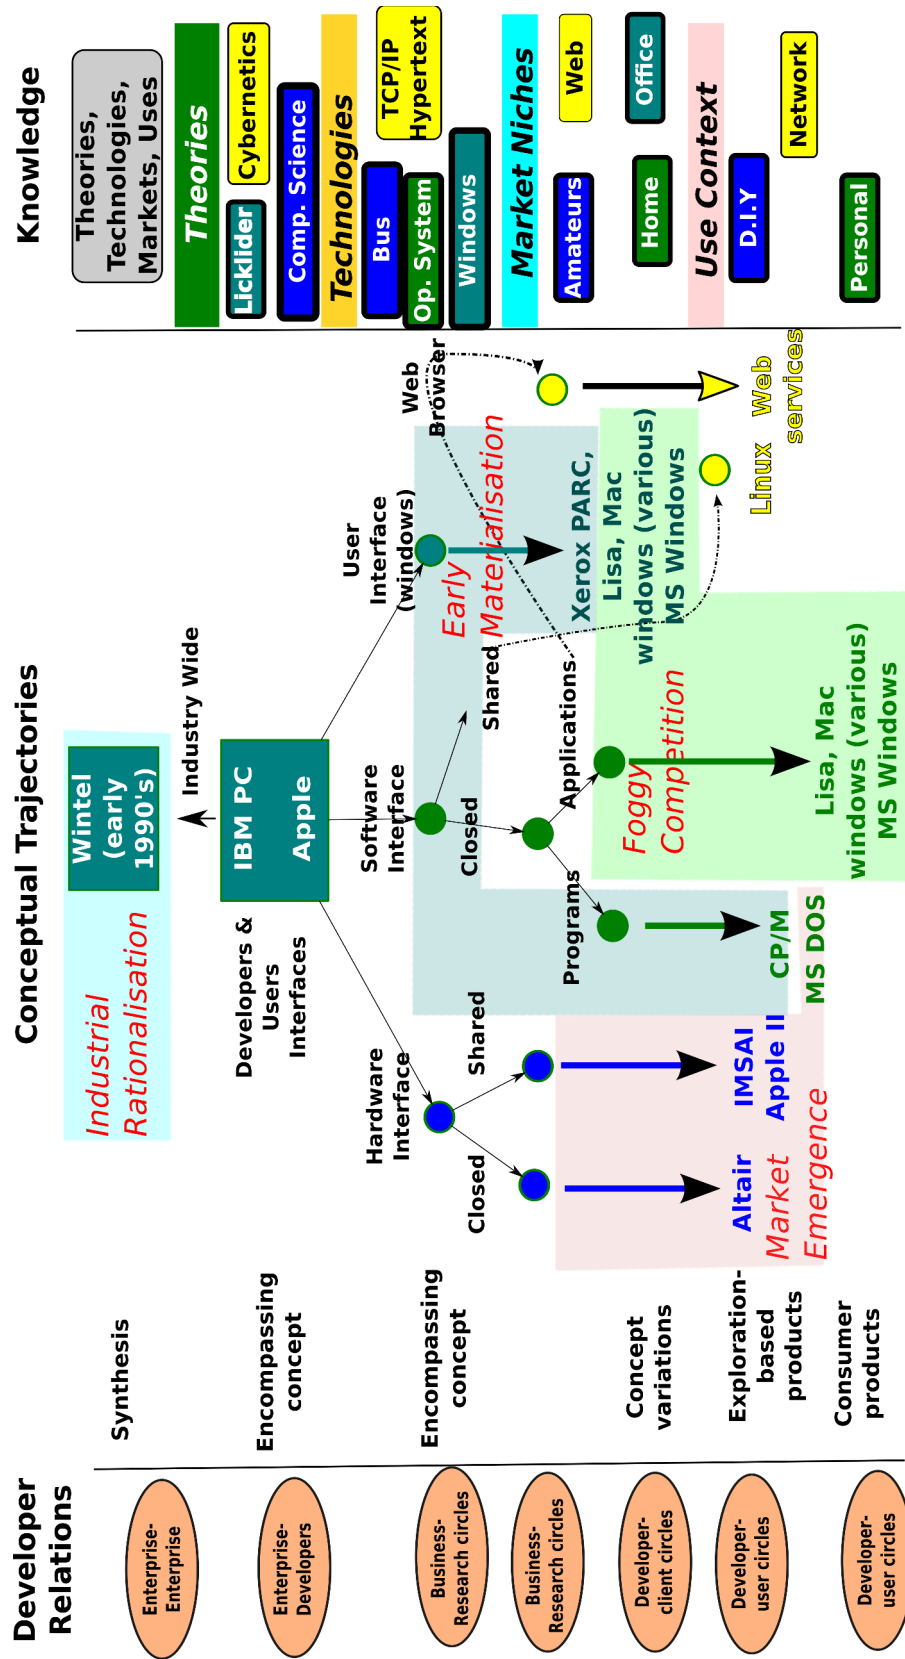 Developer
Relations
Conceptual Trajectories
Knowledge
Enterprise-
Enterprise
Enterprise-
Developers
Business-
Research circles
Business-
Research circles
Developer-
client circles
Developer-
user circles
Developer-
user circles
Synthesis
Encompassing
concept
Encompassing
concept
Concept
variations
Exploration-
based
products
Consumer
products
Industrial
Rationalisation
Wintel
(early
1990's)
Industry Wide
Developers &
Users
Interfaces
IBM PC
Apple
Hardware
Interface
Software
Interface
User
Interface
(windows)
Web
Browser
Closed
Shared
Closed
Shared
Early
Materialisation
Programs
Applications
Foggy
Competition
Xerox PARC,
Lisa, Mac
windows (various)
MS Windows
Altair
IMSAI
Apple II
Market
Emergence
CP/M
MS DOS
Lisa, Mac
windows (various)
MS Windows
Linux
Web
services
Theories,
Technologies,
Markets, Uses
Theories
Licklider
Cybernetics
Comp. Science
Technologies
Bus
TCP/IP
Hypertext
Op. System
Windows
Market Niches
Amateurs
Web
Home
Office
Use Context
D.I.Y
Network
Personal